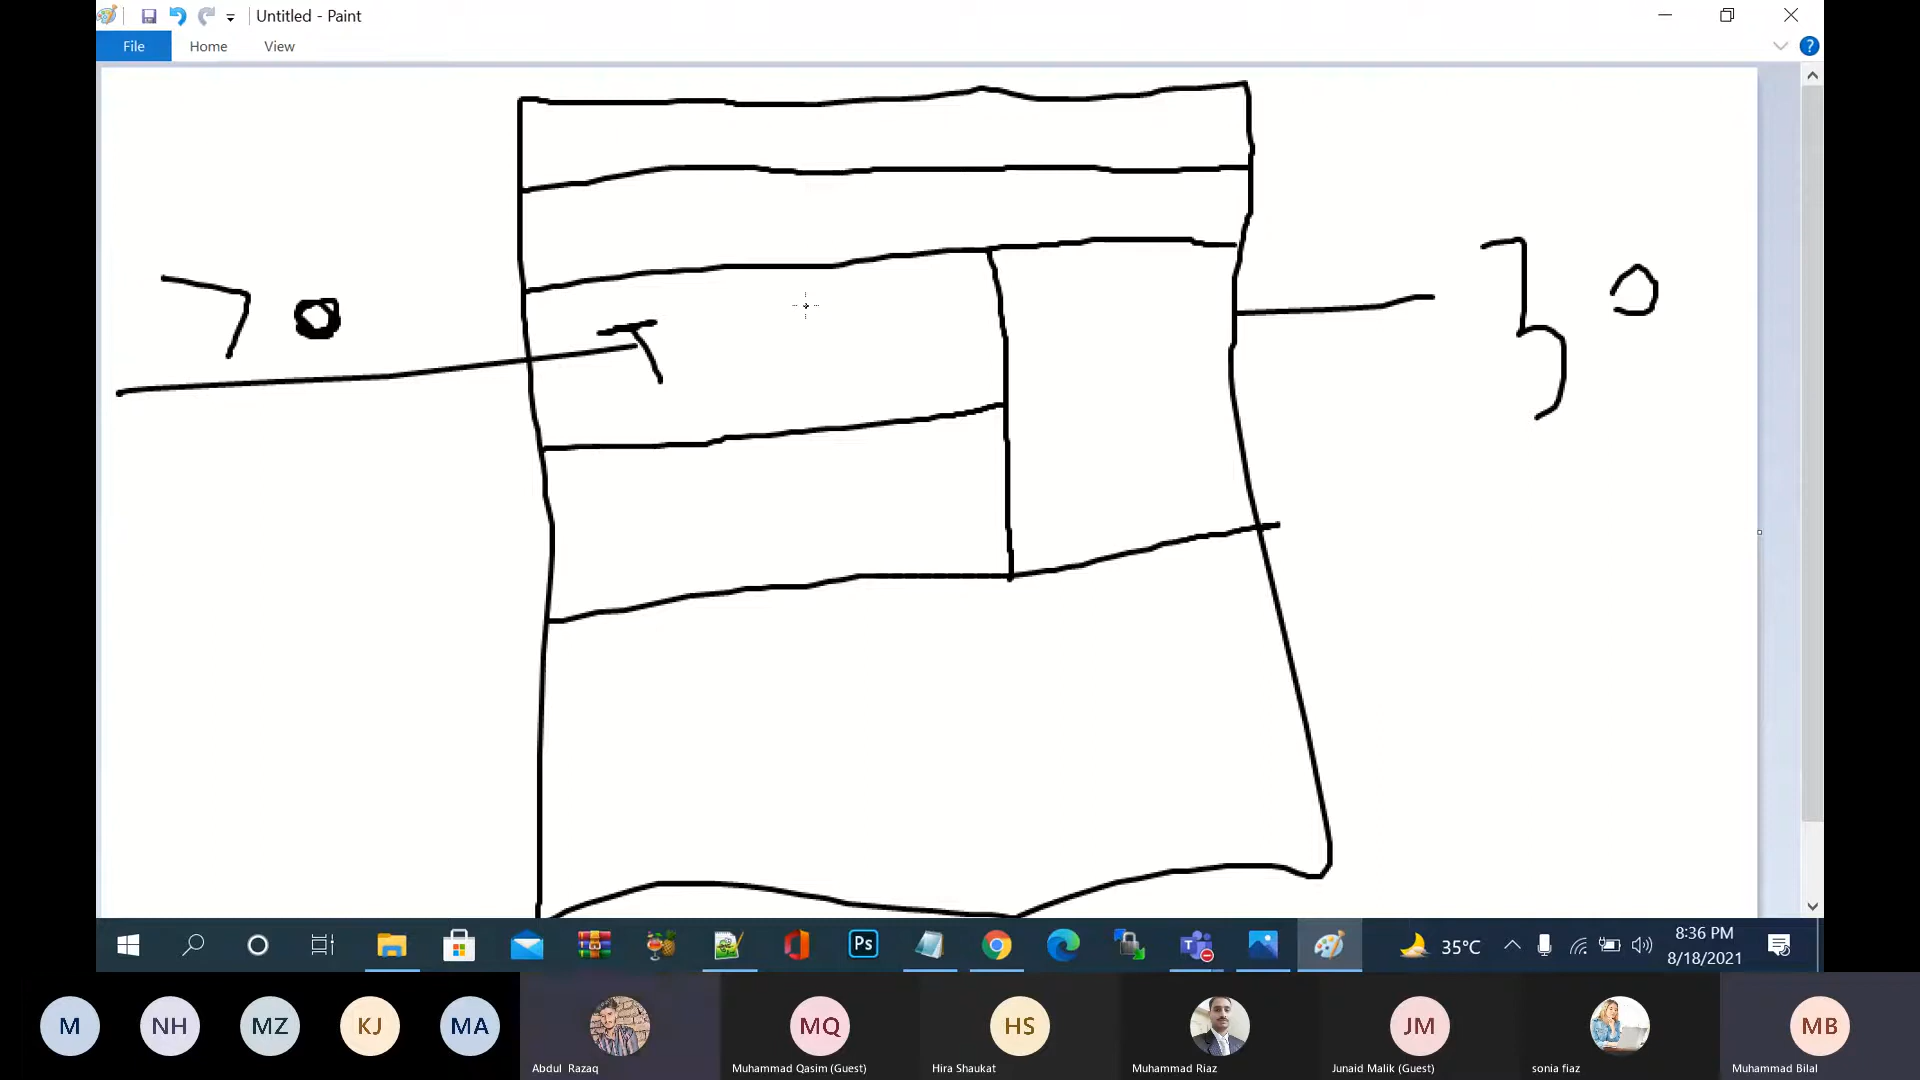 Untitled - Paint
File Home View
70
30
T
Ps
35°C
8:36 PM
8/18/2021
M NH MZ KJ MA MQ HS JM MB
Abdul Razaq Muhammad Qasim (Guest) Hira Shaukat Muhammad Riaz Junaid Malik (Guest) sonia fiaz Muhammad Bilal